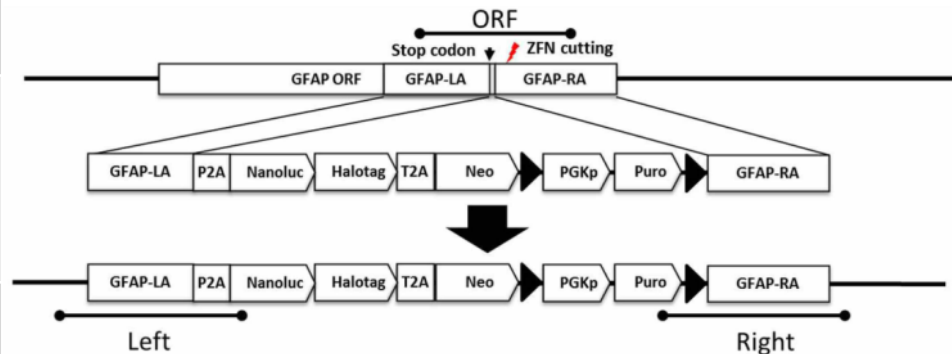 ORF
Stop codon ZFN cutting
GFAP ORF GFAP-LA GFAP-RA
GFAP-LA P2A Nanoluc Halotag T2A Neo PGKp Puro GFAP-RA
GFAP-LA P2A Nanoluc Halotag T2A Neo PGKp Puro GFAP-RA
Left Right